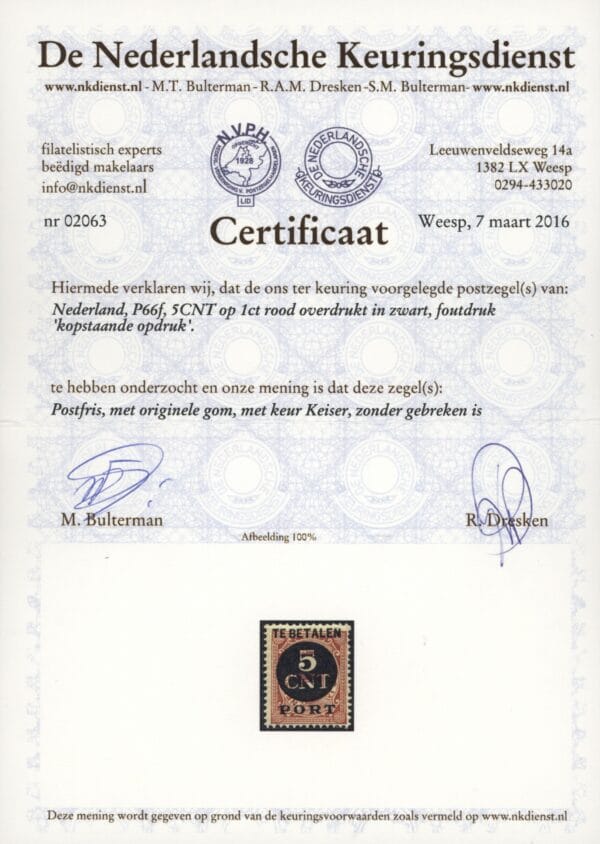 De Nederlandsche Keuringsdienst
www.nkdienst.nl - M.T. Bulterman - R.A.M. Dresken -S.M. Bulterman- www.nkdienst.nl
filatelistisch experts
beëdigd makelaars
info@nkdienst.nl
N.V.P.H.
OPGERICHT
1928
LID
DE NEDERLANDSCHE
KEURINGSDIENST
Leeuwenveldseweg 14a
1382 LX Weesp
0294-433020
nr 02063
Certificaat
Weesp, 7 maart 2016
Hiermede verklaren wij, dat de ons ter keuring voorgelegde postzegel(s) van:
Nederland, P66f, 5CNT op 1ct rood overdrukt in zwart, foutdruk
'kopstaande opdruk'.
te hebben onderzocht en onze mening is dat deze zegel(s):
Postfris, met originele gom, met keur Keiser, zonder gebreken is
M. Bulterman
R. Dresken
Afbeelding 100%
TE BETALEN
5
CNT
PORT
Deze mening wordt gegeven op grond van de keuringsvoorwaarden zoals vermeld op www.nkdienst.nl